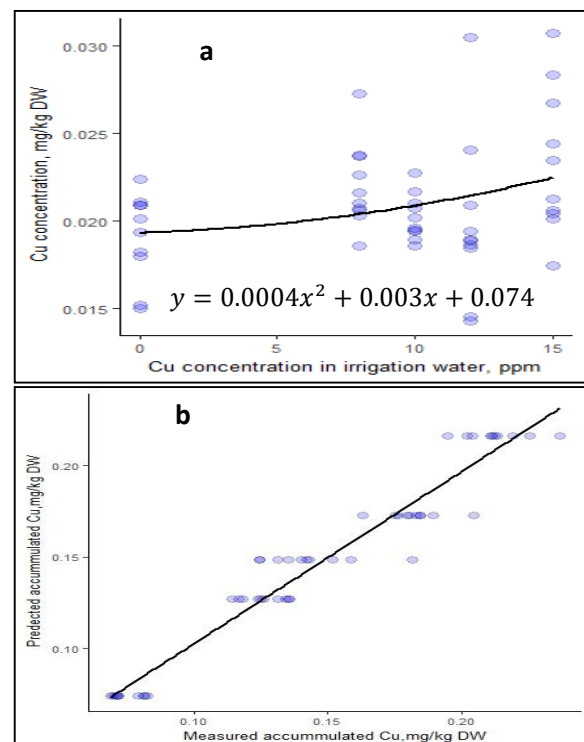 a
Cu concentration, mg/kg DW
0.030
0.025
0.020
0.015
y = 0.0004x² + 0.003x + 0.074
0 5 10 15
Cu concentration in irrigation water, ppm
b
Predected accummulated Cu,mg/kg DW
0.20
0.15
0.10
0.10 0.15 0.20
Measured accummulated Cu,mg/kg DW